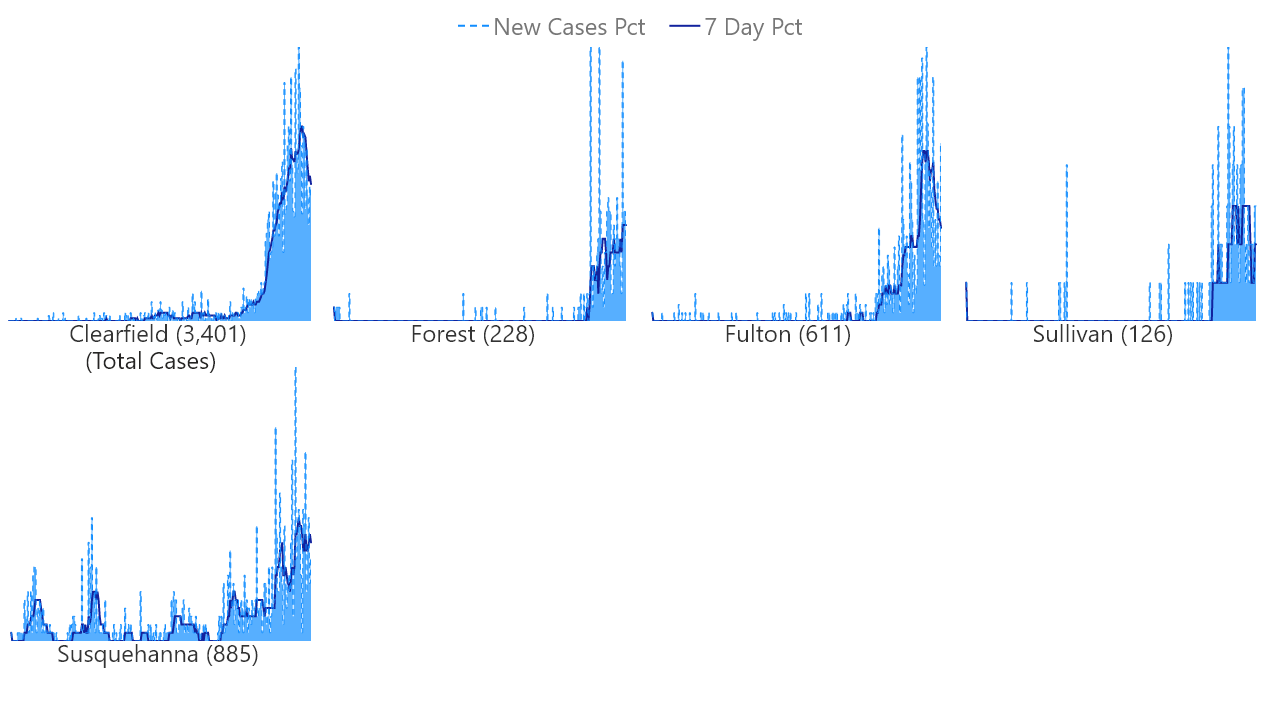 New Cases Pct
7 Day Pct
Clearfield (3,401)
(Total Cases)
Forest (228)
Fulton (611)
Sullivan (126)
Susquehanna (885)